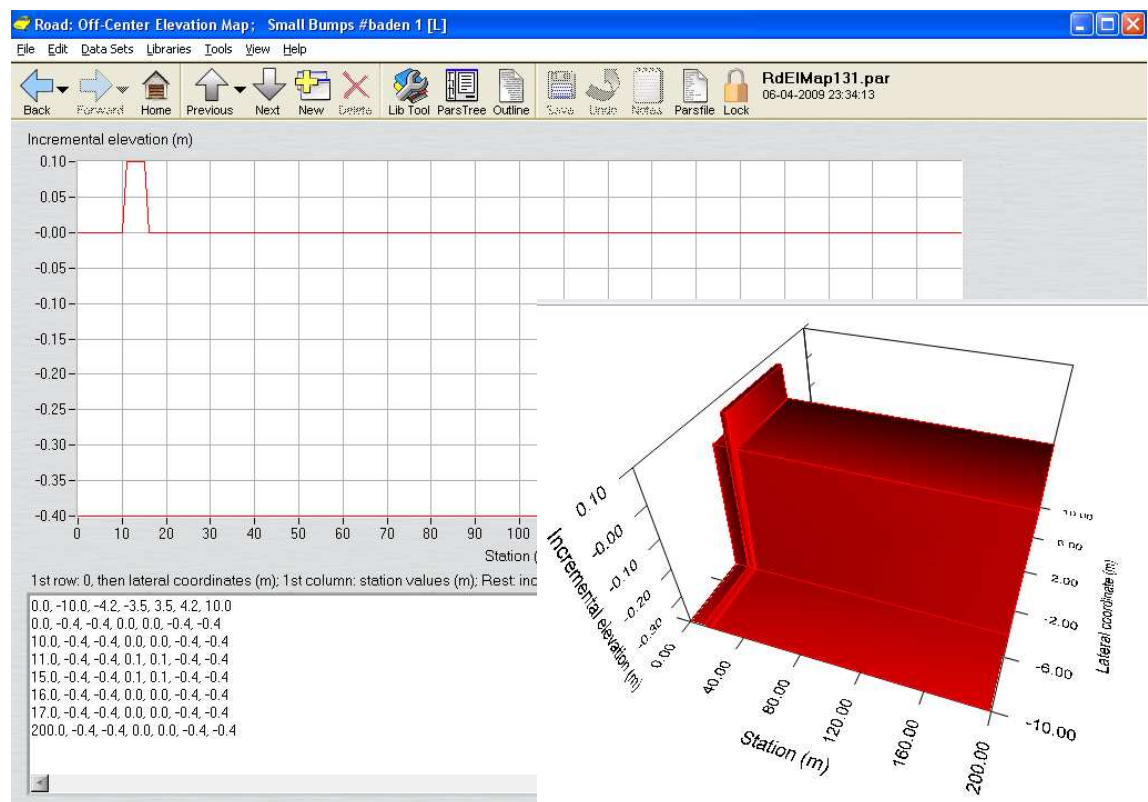 Road: Off-Center Elevation Map; Small Bumps #baden 1 [L]
File Edit Data Sets Libraries Tools View Help
Back Forward Home Previous Next New Delete Lib Tool ParsTree Outline Save Undo Notes Parsfile Lock
RdElMap131.par
06-04-2009 23:34:13
Incremental elevation (m)
0.10
0.05
-0.00
-0.05
-0.10
-0.15
-0.20
-0.25
-0.30
-0.35
-0.40
0 10 20 30 40 50 60 70 80 90 100
Station (
1st row: 0, then lateral coordinates (m); 1st column: station values (m); Rest: inc
0.0, -10.0, -4.2, -3.5, 3.5, 4.2, 10.0
0.0, -0.4, -0.4, 0.0, 0.0, -0.4, -0.4
10.0, -0.4, -0.4, 0.0, 0.0, -0.4, -0.4
11.0, -0.4, -0.4, 0.1, 0.1, -0.4, -0.4
15.0, -0.4, -0.4, 0.1, 0.1, -0.4, -0.4
16.0, -0.4, -0.4, 0.0, 0.0, -0.4, -0.4
17.0, -0.4, -0.4, 0.0, 0.0, -0.4, -0.4
200.0, -0.4, -0.4, 0.0, 0.0, -0.4, -0.4
0.10
-0.00
-0.10
-0.20
-0.30
Incremental elevation (m)
0.00
40.00
80.00
120.00
160.00
200.00
Station (m)
2.00
-2.00
-6.00
-10.00
Lateral coordinate (m)